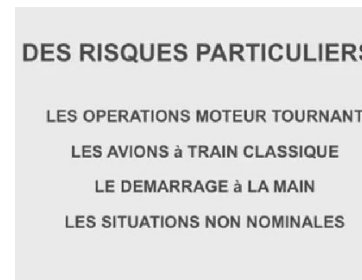 DES RISQUES PARTICULIERS
LES OPERATIONS MOTEUR TOURNANT
LES AVIONS à TRAIN CLASSIQUE
LE DEMARRAGE à LA MAIN
LES SITUATIONS NON NOMINALES